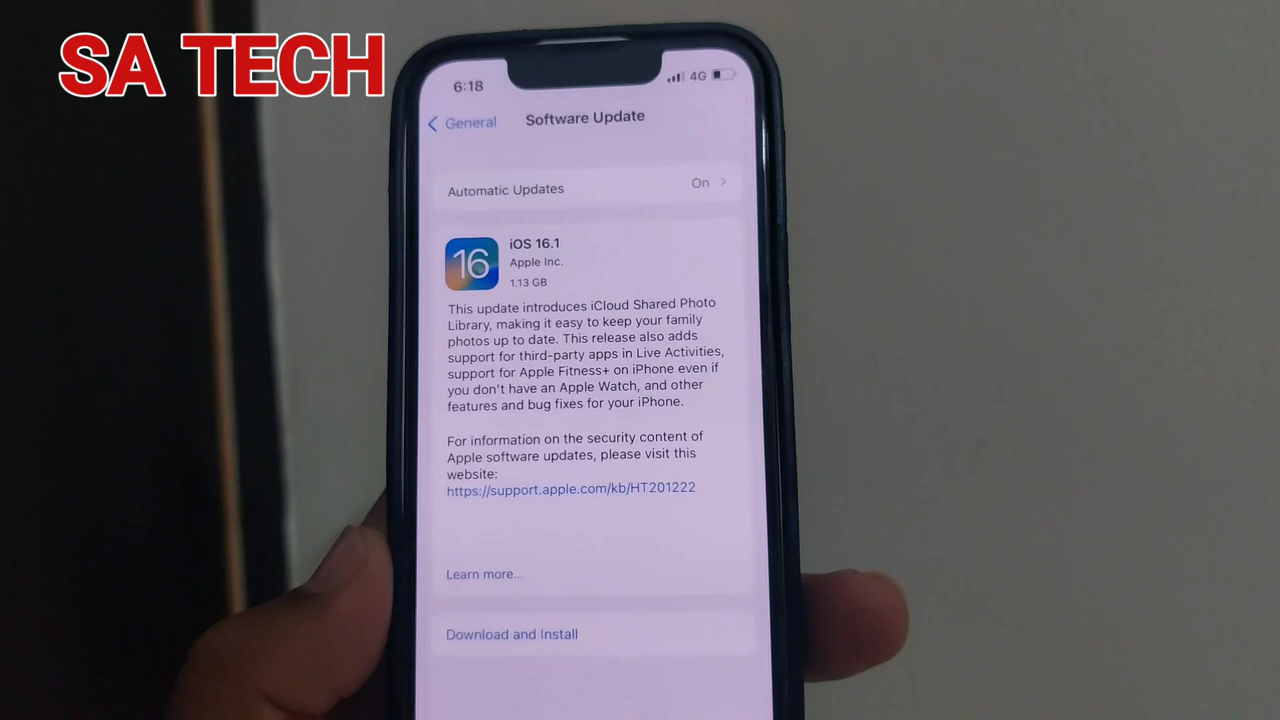 SA TECH
6:18
4G
General
Software Update
Automatic Updates On
16
iOS 16.1
Apple Inc.
1.13 GB
This update introduces iCloud Shared Photo
Library, making it easy to keep your family
photos up to date. This release also adds
support for third-party apps in Live Activities,
support for Apple Fitness+ on iPhone even if
you don't have an Apple Watch, and other
features and bug fixes for your iPhone.
For information on the security content of
Apple software updates, please visit this
website:
https://support.apple.com/kb/HT201222
Learn more...
Download and Install